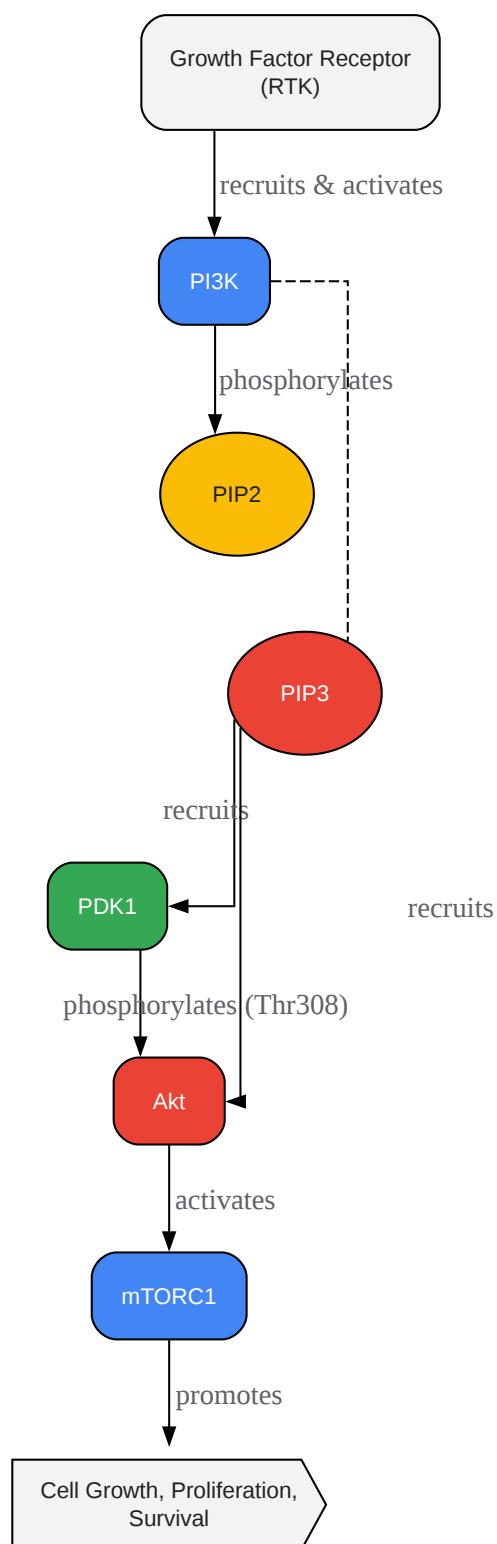 Growth Factor Receptor
(RTK)
recruits & activates
PI3K
phosphorylates
PIP2
PIP3
recruits
PDK1
recruits
phosphorylates (Thr308)
Akt
activates
mTORC1
promotes
Cell Growth, Proliferation,
Survival